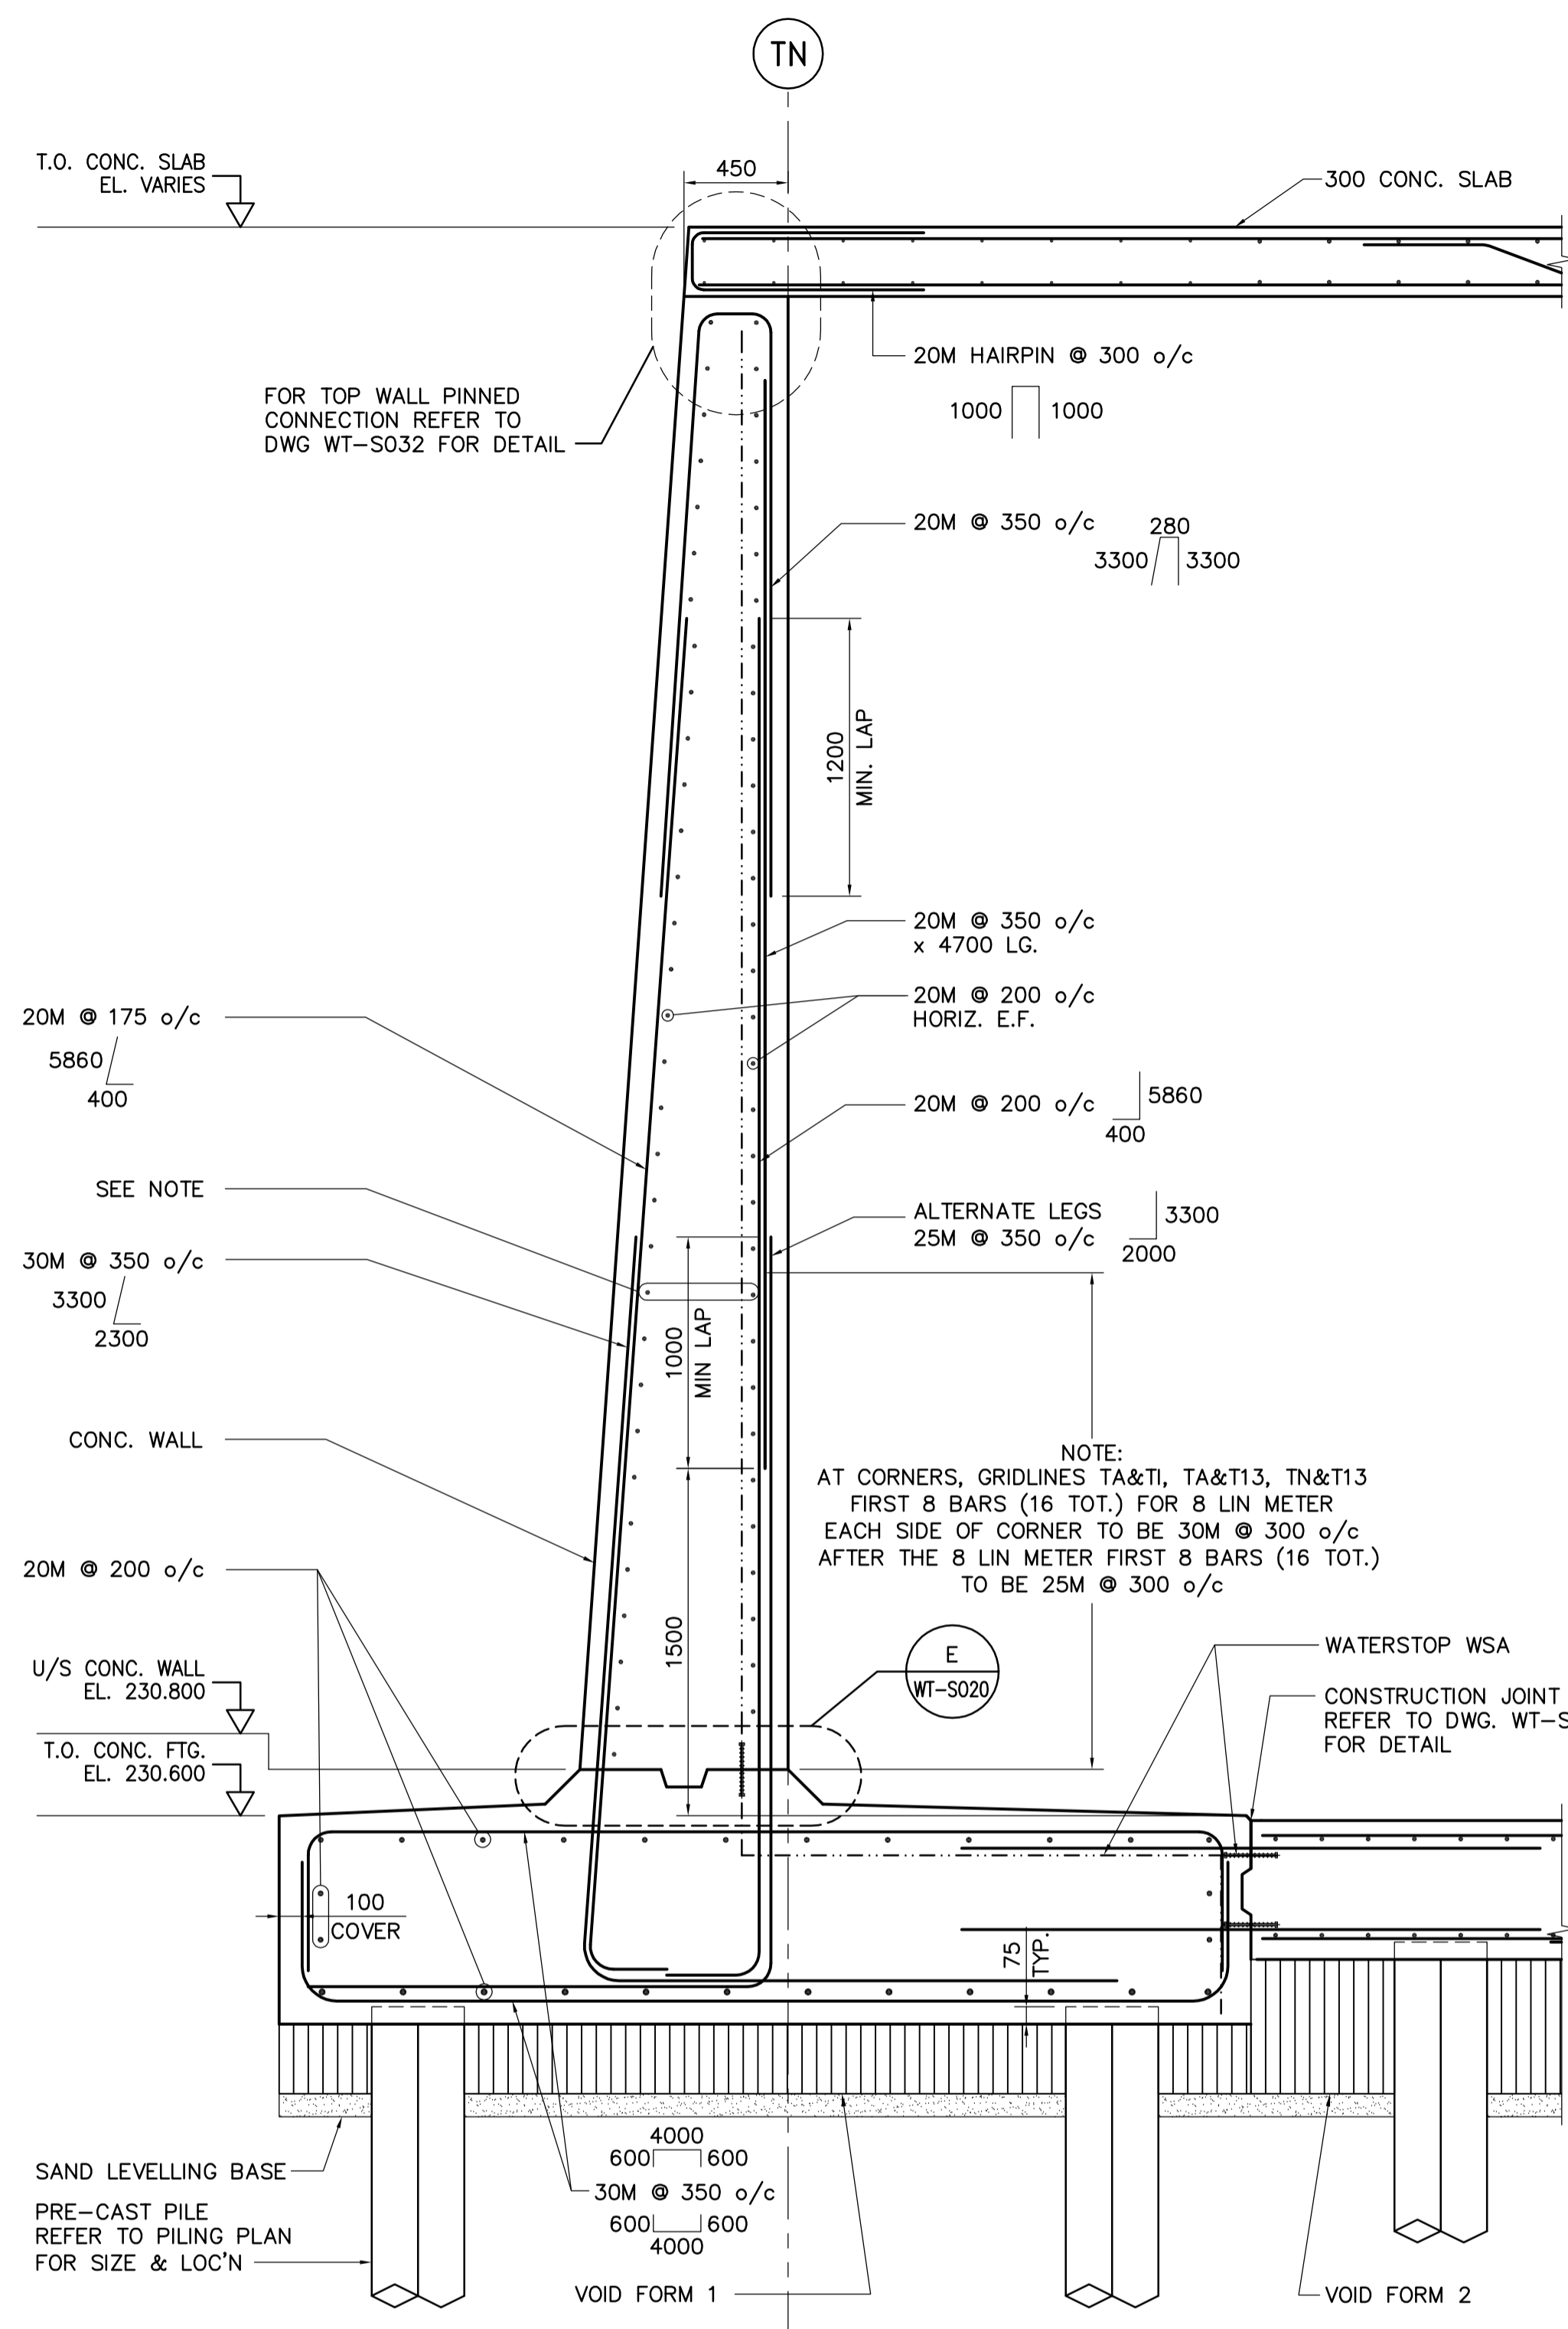 TN
T.O. CONC. SLAB
EL. VARIES
450
300 CONC. SLAB
20M HAIRPIN @ 300 o/c
1000 1000
FOR TOP WALL PINNED
CONNECTION REFER TO
DWG WT-S032 FOR DETAIL
20M @ 350 o/c
280
3300 3300
1200
MIN. LAP
20M @ 350 o/c
x 4700 LG.
20M @ 200 o/c
HORIZ. E.F.
20M @ 175 o/c
5860
400
20M @ 200 o/c
5860
400
SEE NOTE
ALTERNATE LEGS
25M @ 350 o/c
3300
2000
30M @ 350 o/c
3300
2300
1000
MIN LAP
CONC. WALL
NOTE:
AT CORNERS, GRIDLINES TA&TI, TA&T13, TN&T13
FIRST 8 BARS (16 TOT.) FOR 8 LIN METER
EACH SIDE OF CORNER TO BE 30M @ 300 o/c
AFTER THE 8 LIN METER FIRST 8 BARS (16 TOT.)
TO BE 25M @ 300 o/c
20M @ 200 o/c
1500
E
WT-S020
WATERSTOP WSA
U/S CONC. WALL
EL. 230.800
CONSTRUCTION JOINT
REFER TO DWG. WT-S
FOR DETAIL
T.O. CONC. FTG.
EL. 230.600
100
COVER
75
TYP.
4000
600 600
30M @ 350 o/c
600 600
4000
SAND LEVELLING BASE
PRE-CAST PILE
REFER TO PILING PLAN
FOR SIZE & LOC'N
VOID FORM 1
VOID FORM 2